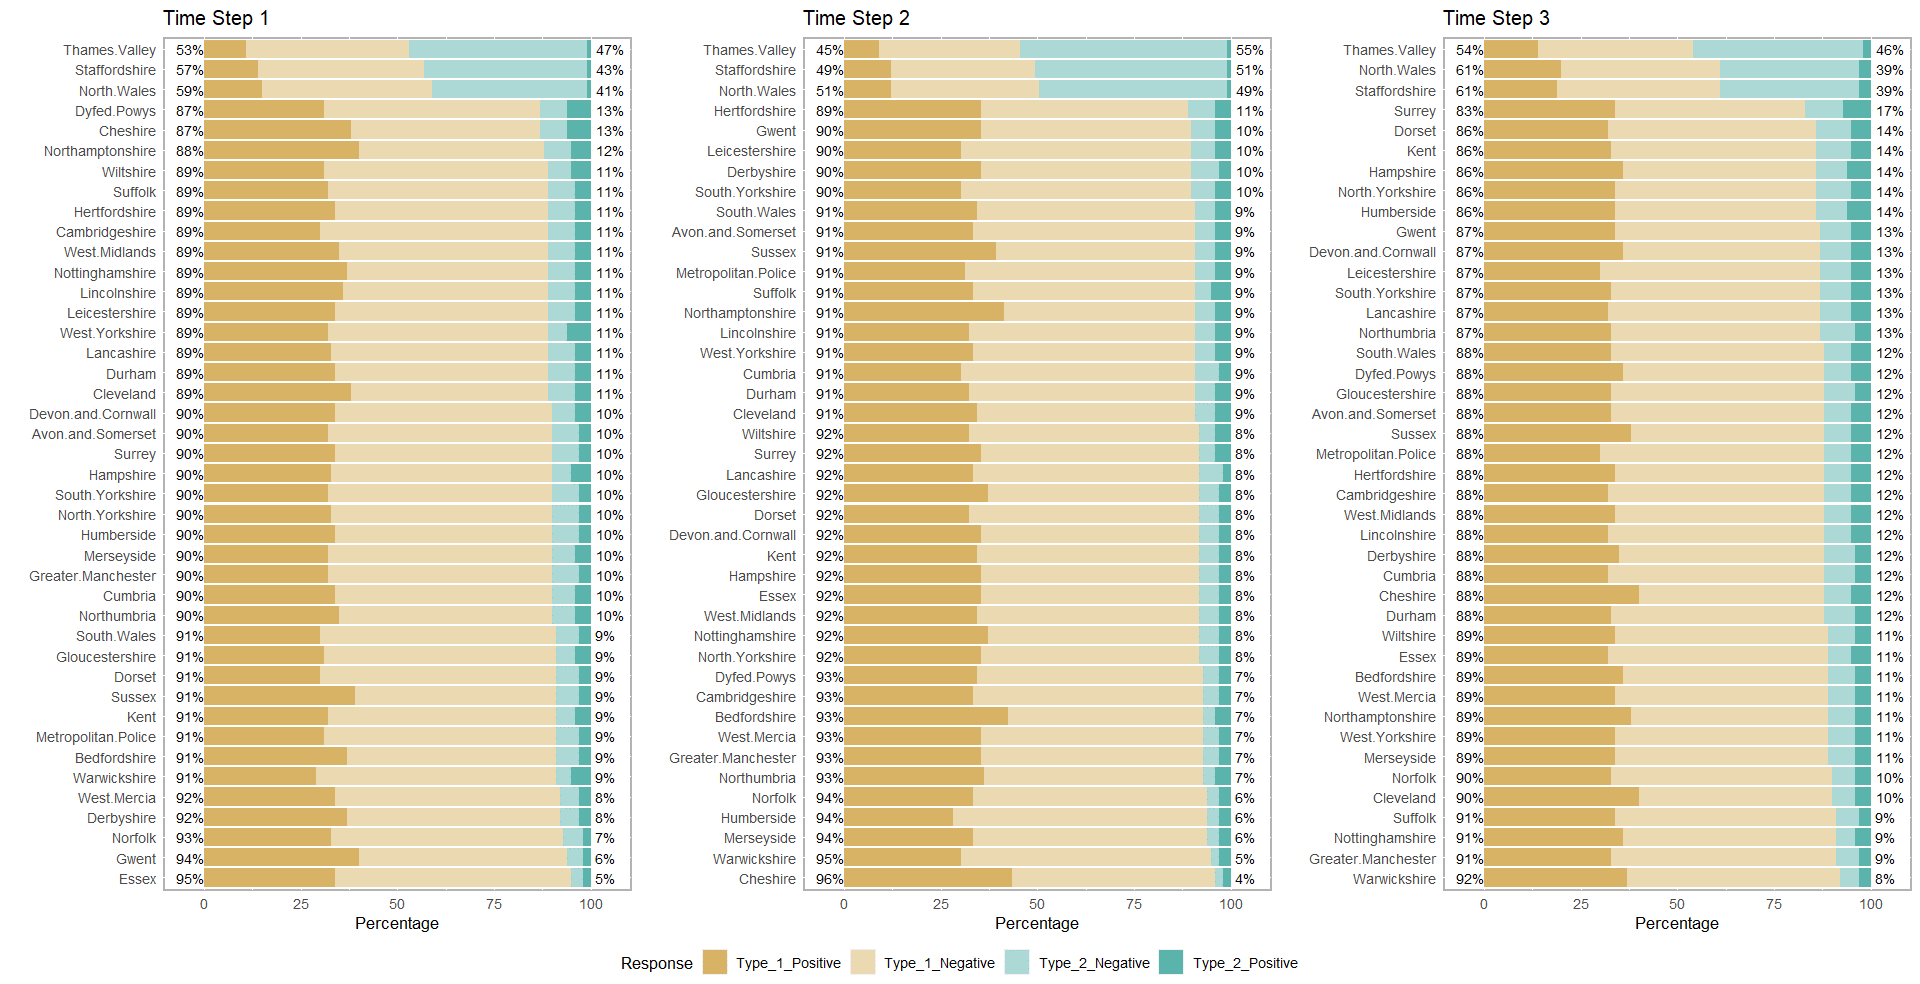 Time Step 1
Thames.Valley 53% 47%
Staffordshire 57% 43%
North.Wales 59% 41%
Dyfed.Powys 87% 13%
Cheshire 87% 13%
Northamptonshire 88% 12%
Wiltshire 89% 11%
Suffolk 89% 11%
Hertfordshire 89% 11%
Cambridgeshire 89% 11%
West.Midlands 89% 11%
Nottinghamshire 89% 11%
Lincolnshire 89% 11%
Leicestershire 89% 11%
West.Yorkshire 89% 11%
Lancashire 89% 11%
Durham 89% 11%
Cleveland 89% 11%
Devon.and.Cornwall 90% 10%
Avon.and.Somerset 90% 10%
Surrey 90% 10%
Hampshire 90% 10%
South.Yorkshire 90% 10%
North.Yorkshire 90% 10%
Humberside 90% 10%
Merseyside 90% 10%
Greater.Manchester 90% 10%
Cumbria 90% 10%
Northumbria 90% 10%
South.Wales 91% 9%
Gloucestershire 91% 9%
Dorset 91% 9%
Sussex 91% 9%
Kent 91% 9%
Metropolitan.Police 91% 9%
Bedfordshire 91% 9%
Warwickshire 91% 9%
West.Mercia 92% 8%
Derbyshire 92% 8%
Norfolk 93% 7%
Gwent 94% 6%
Essex 95% 5%
0 25 50 75 100
Percentage
Time Step 2
Thames.Valley 45% 55%
Staffordshire 49% 51%
North.Wales 51% 49%
Hertfordshire 89% 11%
Gwent 90% 10%
Leicestershire 90% 10%
Derbyshire 90% 10%
South.Yorkshire 90% 10%
South.Wales 91% 9%
Avon.and.Somerset 91% 9%
Sussex 91% 9%
Metropolitan.Police 91% 9%
Suffolk 91% 9%
Northamptonshire 91% 9%
Lincolnshire 91% 9%
West.Yorkshire 91% 9%
Cumbria 91% 9%
Durham 91% 9%
Cleveland 91% 9%
Wiltshire 92% 8%
Surrey 92% 8%
Lancashire 92% 8%
Gloucestershire 92% 8%
Dorset 92% 8%
Devon.and.Cornwall 92% 8%
Kent 92% 8%
Hampshire 92% 8%
Essex 92% 8%
West.Midlands 92% 8%
Nottinghamshire 92% 8%
North.Yorkshire 92% 8%
Dyfed.Powys 93% 7%
Cambridgeshire 93% 7%
Bedfordshire 93% 7%
West.Mercia 93% 7%
Greater.Manchester 93% 7%
Northumbria 93% 7%
Norfolk 94% 6%
Humberside 94% 6%
Merseyside 94% 6%
Warwickshire 95% 5%
Cheshire 96% 4%
0 25 50 75 100
Percentage
Time Step 3
Thames.Valley 54% 46%
North.Wales 61% 39%
Staffordshire 61% 39%
Surrey 83% 17%
Dorset 86% 14%
Kent 86% 14%
Hampshire 86% 14%
North.Yorkshire 86% 14%
Humberside 86% 14%
Gwent 87% 13%
Devon.and.Cornwall 87% 13%
Leicestershire 87% 13%
South.Yorkshire 87% 13%
Lancashire 87% 13%
Northumbria 87% 13%
South.Wales 88% 12%
Dyfed.Powys 88% 12%
Gloucestershire 88% 12%
Avon.and.Somerset 88% 12%
Sussex 88% 12%
Metropolitan.Police 88% 12%
Hertfordshire 88% 12%
Cambridgeshire 88% 12%
West.Midlands 88% 12%
Lincolnshire 88% 12%
Derbyshire 88% 12%
Cumbria 88% 12%
Cheshire 88% 12%
Durham 88% 12%
Wiltshire 89% 11%
Essex 89% 11%
Bedfordshire 89% 11%
West.Mercia 89% 11%
Northamptonshire 89% 11%
West.Yorkshire 89% 11%
Merseyside 89% 11%
Norfolk 90% 10%
Cleveland 90% 10%
Suffolk 91% 9%
Nottinghamshire 91% 9%
Greater.Manchester 91% 9%
Warwickshire 92% 8%
0 25 50 75 100
Percentage
Response Type_1_Positive Type_1_Negative Type_2_Negative Type_2_Positive